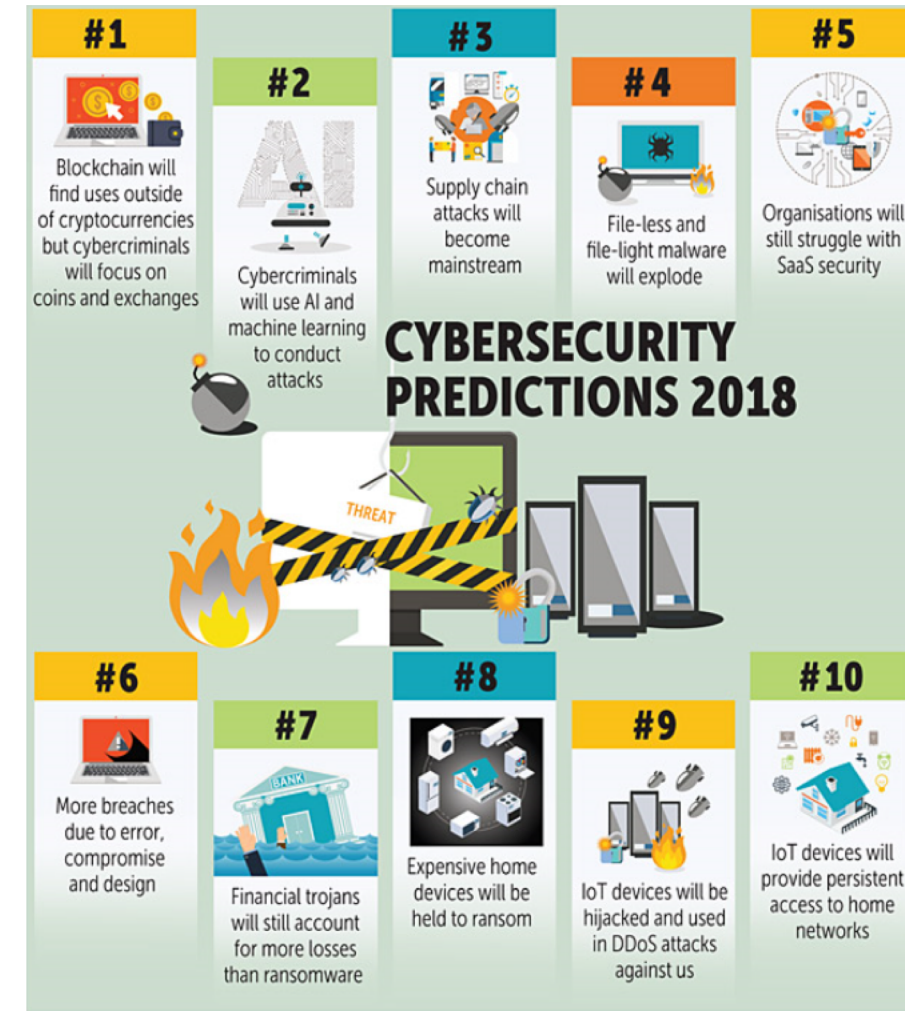 #1
Blockchain will
find uses outside
of cryptocurrencies
but cybercriminals
will focus on
coins and exchanges
#2
AI
Cybercriminals
will use AI and
machine learning
to conduct
attacks
#3
Supply chain
attacks will
become
mainstream
#4
File-less and
file-light malware
will explode
#5
Organisations will
still struggle with
SaaS security
CYBERSECURITY
PREDICTIONS 2018
THREAT
#6
More breaches
due to error,
compromise
and design
#7
BANK
Financial trojans
will still account
for more losses
than ransomware
#8
Expensive home
devices will be
held to ransom
#9
IoT devices will be
hijacked and used
in DDoS attacks
against us
#10
IoT devices will
provide persistent
access to home
networks